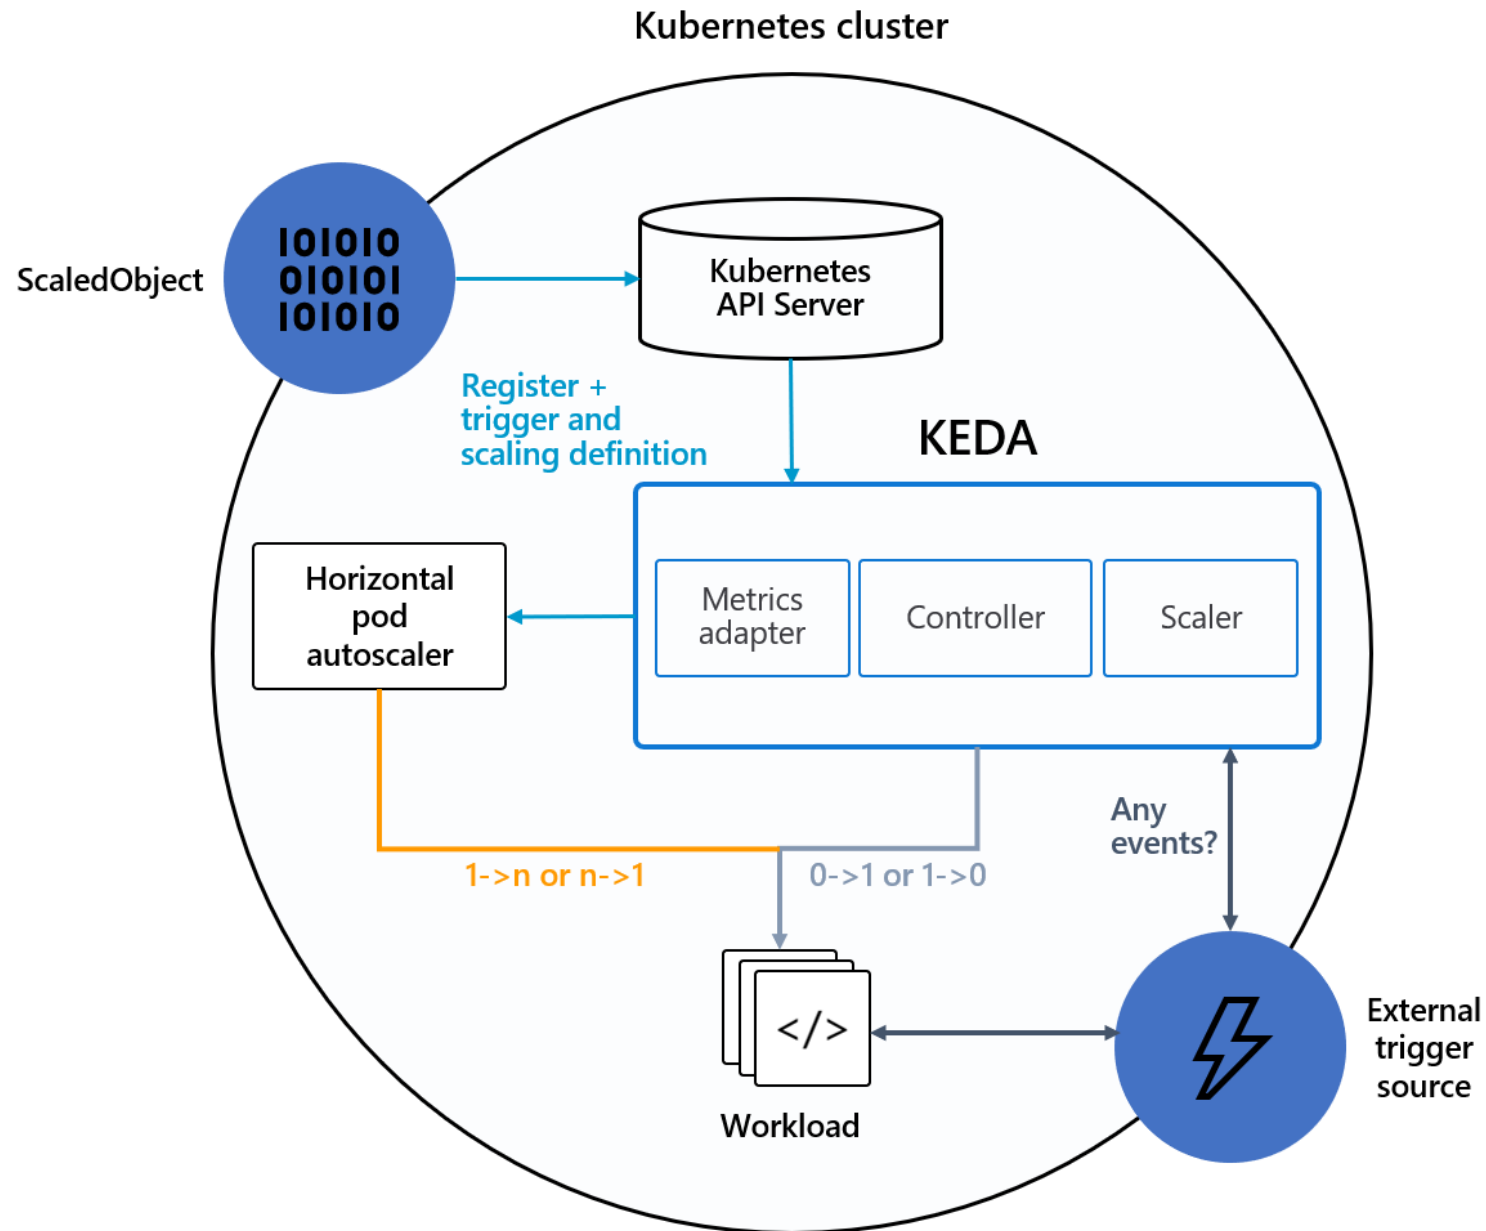 Kubernetes cluster
101010
010101
101010
ScaledObject
Kubernetes
API Server
Register +
trigger and
scaling definition
KEDA
Horizontal
pod
autoscaler
Metrics
adapter
Controller
Scaler
Any
events?
1->n or n->1
0->1 or 1->0
</>
Workload
External
trigger
source